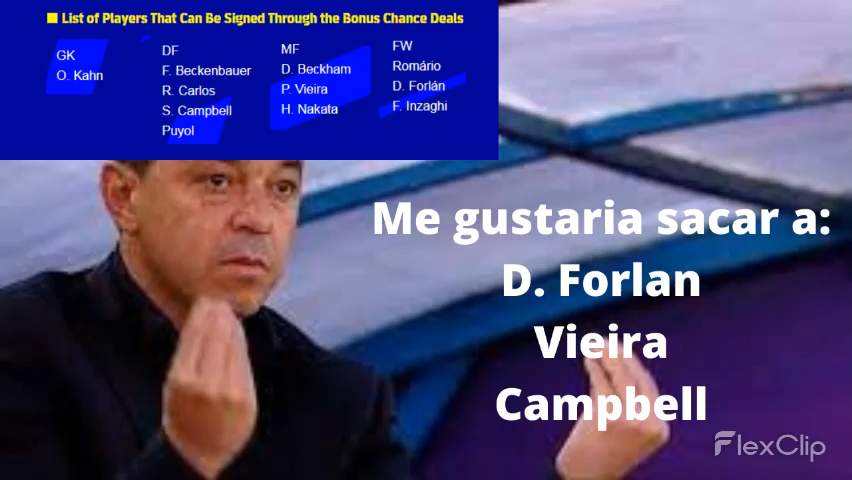 List of Players That Can Be Signed Through the Bonus Chance Deals
GK
O. Kahn
DF
F. Beckenbauer
R. Carlos
S. Campbell
Puyol
MF
D. Beckham
P. Vieira
H. Nakata
FW
Romário
D. Forlán
F. Inzaghi
Me gustaria sacar a:
D. Forlan
Vieira
Campbell
FlexClip